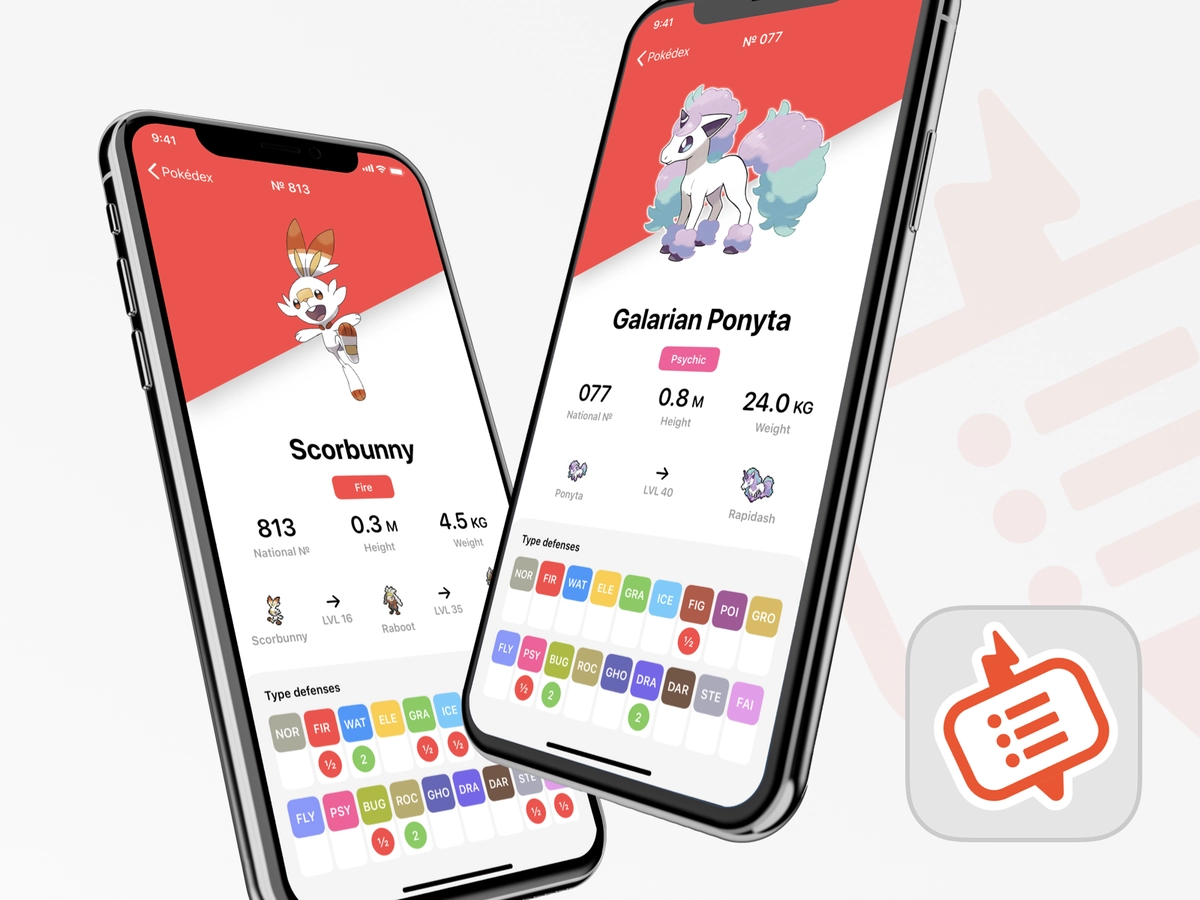 9:41
Pokédex
Nº 813
Scorbunny
Fire
813
National Nº
0.3 M
Height
4.5 KG
Weight
Scorbunny
LVL 16
Raboot
LVL 35
Type defenses
NOR FIR WAT ELE GRA ICE
½ 2 ½ ½
FLY PSY BUG ROC GHO DRA DAR STE
½ 2 ½ ½
9:41
Pokédex
Nº 077
Galarian Ponyta
Psychic
077
National Nº
0.8 M
Height
24.0 KG
Weight
Ponyta
LVL 40
Rapidash
Type defenses
NOR FIR WAT ELE GRA ICE FIG POI GRO
½
FLY PSY BUG ROC GHO DRA DAR STE FAI
½ 2 2